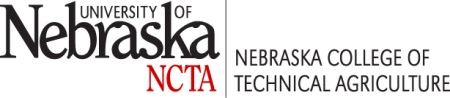 UNIVERSITY OF
Nebraska
NCTA
NEBRASKA COLLEGE OF
TECHNICAL AGRICULTURE